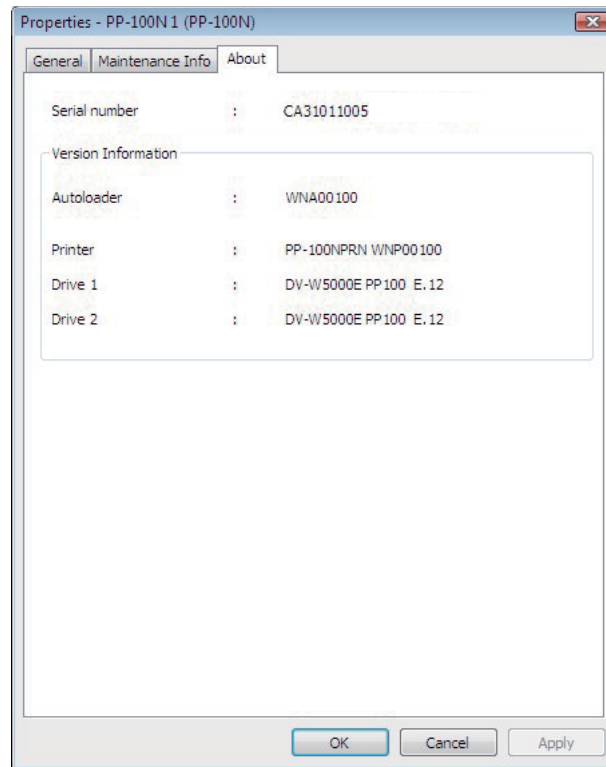 Properties - PP-100N 1 (PP-100N)
General Maintenance Info About
Serial number : CA31011005
Version Information
Autoloader : WNA00100
Printer : PP-100NPRN WNP00100
Drive 1 : DV-W5000E PP100 E.12
Drive 2 : DV-W5000E PP100 E.12
OK Cancel Apply